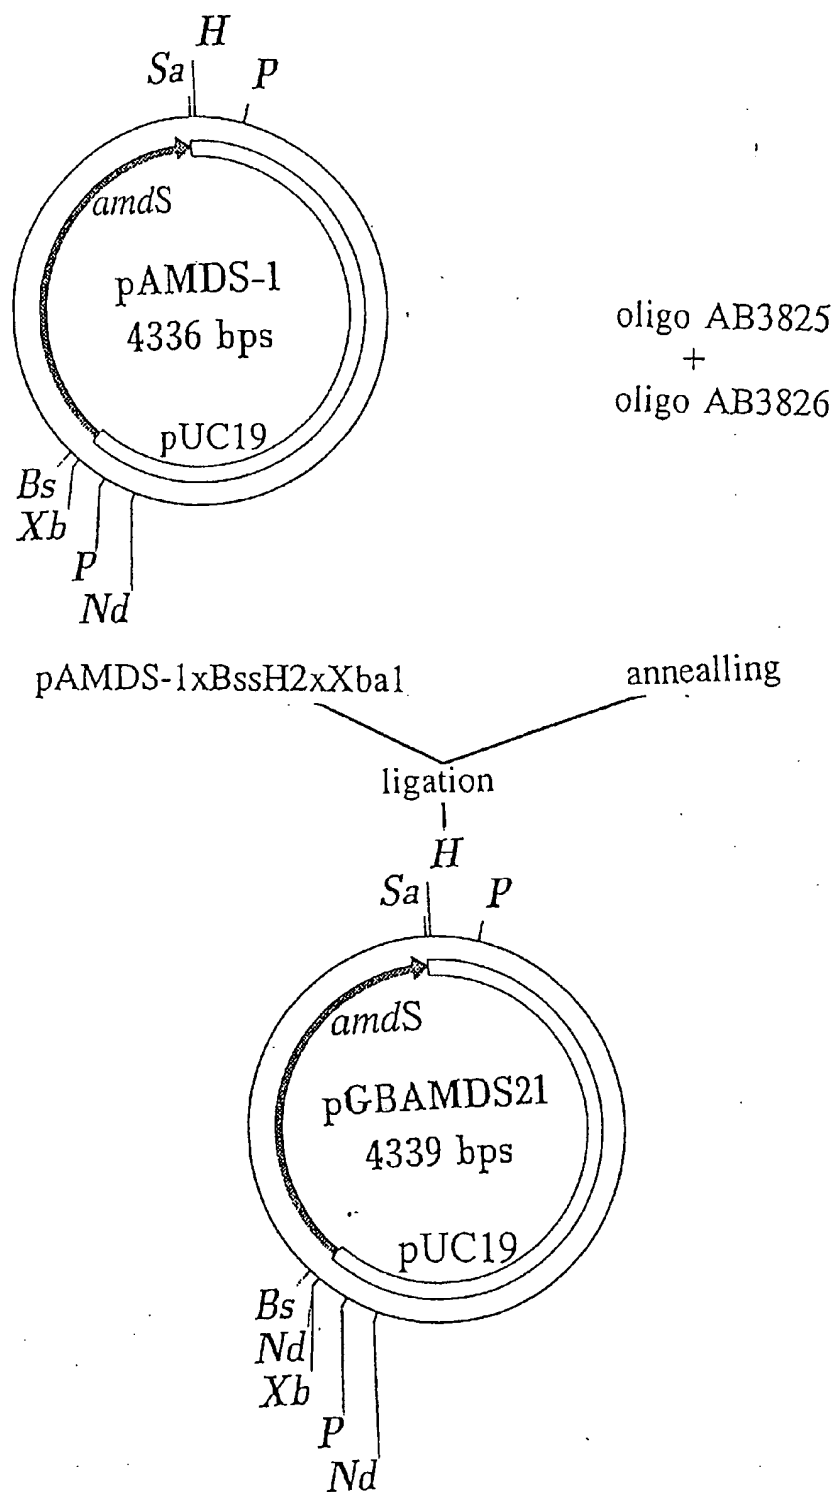 H
Sa
P
amdS
pAMDS-1
4336 bps
pUC19
Bs
Xb
P
Nd
oligo AB3825
+
oligo AB3826
pAMDS-1xBssH2xXba1
annealling
ligation
H
Sa
P
amdS
pGBAMDS21
4339 bps
pUC19
Bs
Nd
Xb
P
Nd